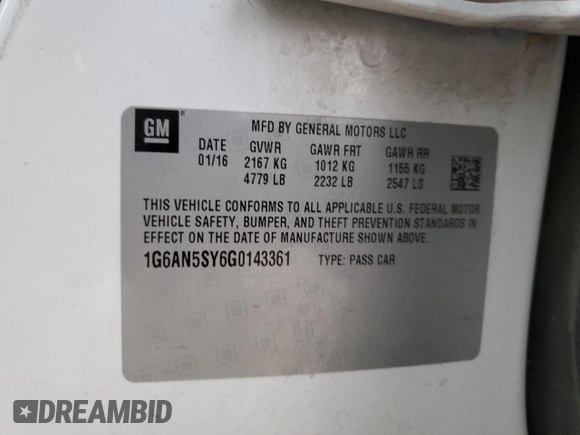 GM
MFD BY GENERAL MOTORS LLC
DATE GVWR GAWR FRT GAWR RR
01/16 2167 KG 1012 KG 1155 KG
4779 LB 2232 LB 2547 LB
THIS VEHICLE CONFORMS TO ALL APPLICABLE U.S. FEDERAL MOTOR
VEHICLE SAFETY, BUMPER, AND THEFT PREVENTION STANDARDS IN
EFFECT ON THE DATE OF MANUFACTURE SHOWN ABOVE.
1G6AN5SY6G0143361 TYPE: PASS CAR
DREAMBID